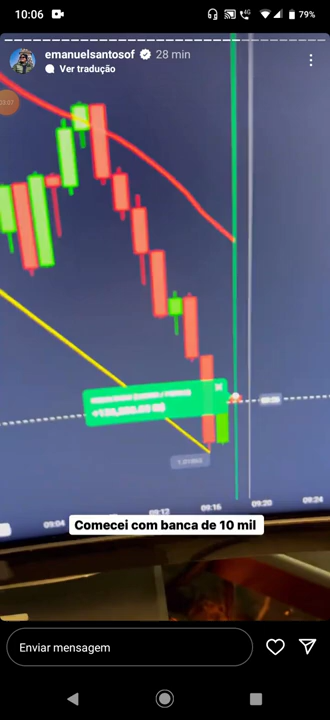 10:06
79%
emanuelsantosof 28 min
Ver tradução
09:04
09:12
09:16
09:20
09:24
Comecei com banca de 10 mil
Enviar mensagem